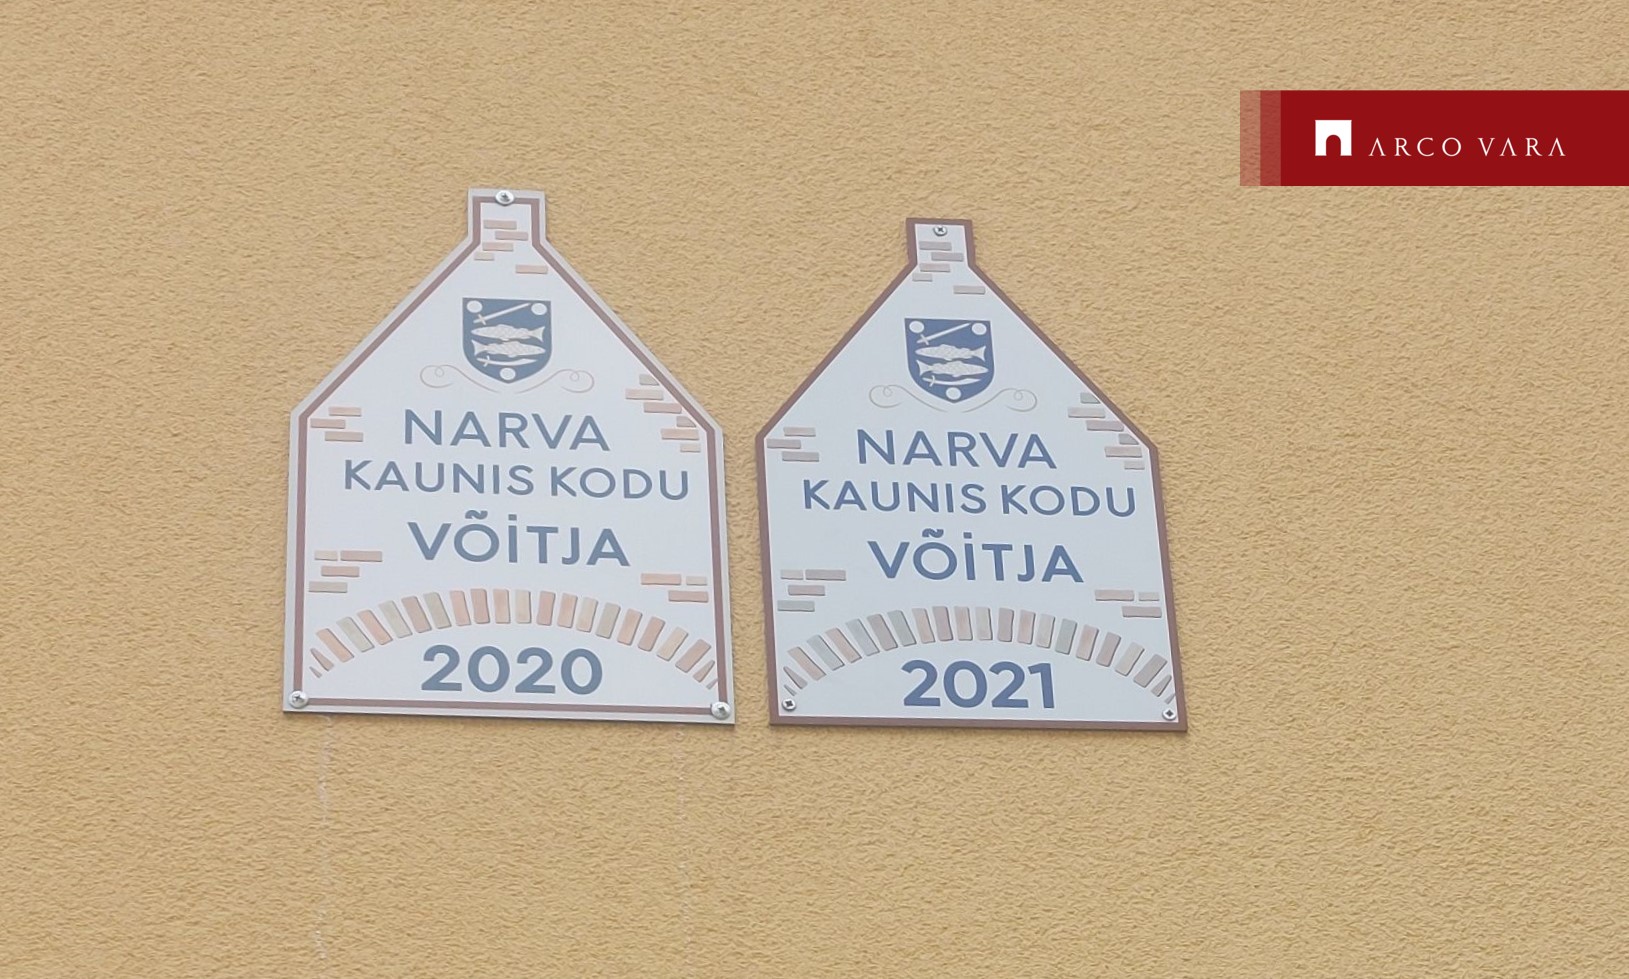 ARCO VARA
NARVA
KAUNIS KODU
VÕiTJA
2020
NARVA
KAUNIS KODU
VÕiTJA
2021